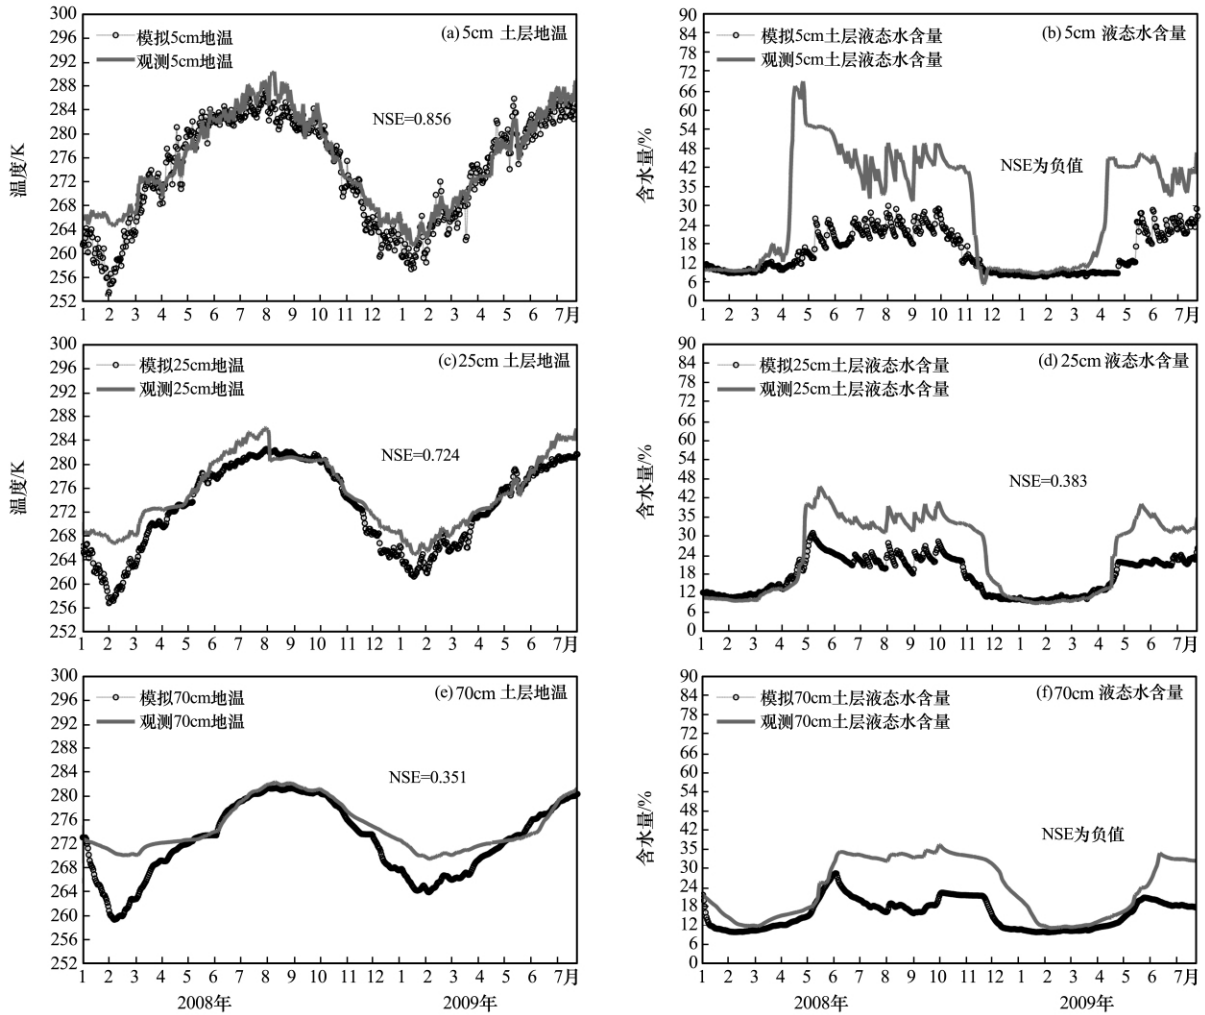 (a) 5cm 土层地温
模拟5cm地温
观测5cm地温
NSE=0.856
温度/K
300
296
292
288
284
280
276
272
268
264
260
256
252
1 2 3 4 5 6 7 8 9 10 11 12 1 2 3 4 5 6 7月
(b) 5cm 液态水含量
模拟5cm土层液态水含量
观测5cm土层液态水含量
NSE为负值
含水量/%
90
84
78
72
66
60
54
48
42
35
30
24
18
12
6
0
1 2 3 4 5 6 7 8 9 10 11 12 1 2 3 4 5 6 7月
(c) 25cm 土层地温
模拟25cm地温
观测25cm地温
NSE=0.724
温度/K
300
296
292
288
284
280
276
272
268
264
260
256
252
1 2 3 4 5 6 7 8 9 10 11 12 1 2 3 4 5 6 7月
(d) 25cm 液态水含量
模拟25cm土层液态水含量
观测25cm土层液态水含量
NSE=0.383
含水量/%
90
84
78
72
66
60
54
48
42
35
30
24
18
12
6
0
1 2 3 4 5 6 7 8 9 10 11 12 1 2 3 4 5 6 7月
(e) 70cm 土层地温
模拟70cm地温
观测70cm地温
NSE=0.351
300
296
292
288
284
280
272
268
264
260
256
252
1 2 3 4 5 6 7 8 9 10 11 12 1 2 3 4 5 6 7月
2008年 2009年
(f) 70cm 液态水含量
模拟70cm土层液态水含量
观测70cm土层液态水含量
NSE为负值
含水量/%
90
84
78
72
66
60
54
48
42
35
30
24
18
12
6
0
1 2 3 4 5 6 7 8 9 10 11 12 1 2 3 4 5 6 7月
2008年 2009年